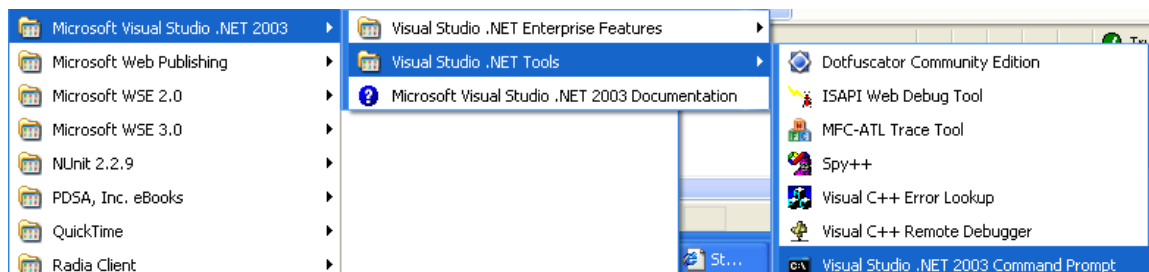 Microsoft Visual Studio .NET 2003
Microsoft Web Publishing
Microsoft WSE 2.0
Microsoft WSE 3.0
NUnit 2.2.9
PDSA, Inc. eBooks
QuickTime
Radia Client
Visual Studio .NET Enterprise Features
Visual Studio .NET Tools
Microsoft Visual Studio .NET 2003 Documentation
St...
Dotfuscator Community Edition
ISAPI Web Debug Tool
MFC-ATL Trace Tool
Spy++
Visual C++ Error Lookup
Visual C++ Remote Debugger
Visual Studio .NET 2003 Command Prompt